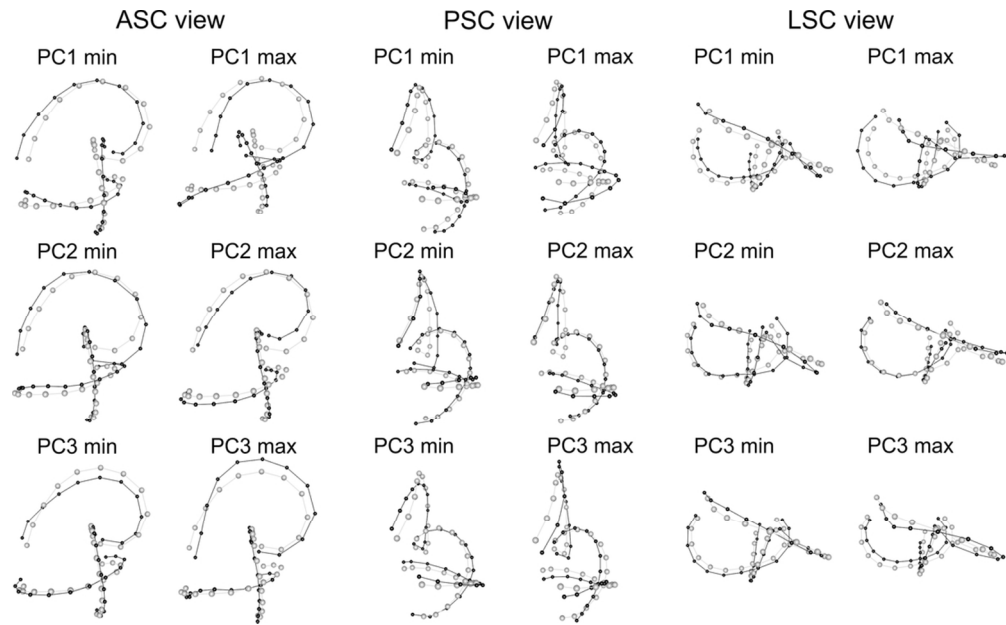 ASC view PSC view LSC view
PC1 min PC1 max PC1 min PC1 max PC1 min PC1 max
PC2 min PC2 max PC2 min PC2 max PC2 min PC2 max
PC3 min PC3 max PC3 min PC3 max PC3 min PC3 max